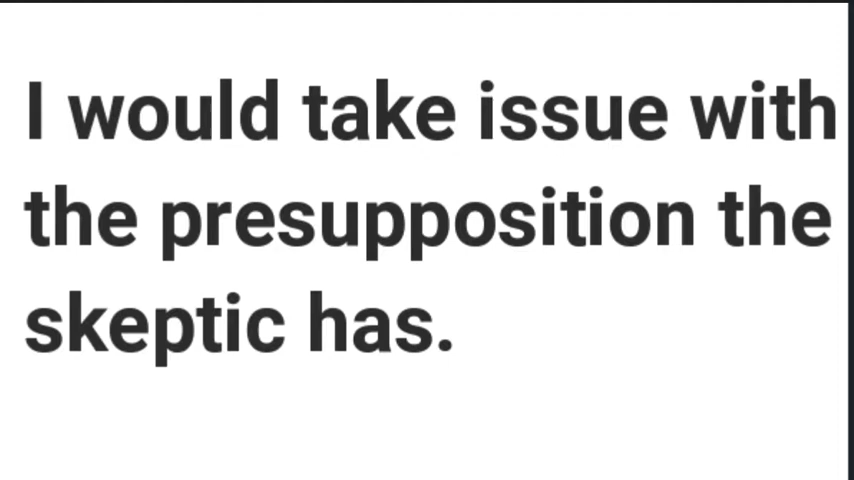 I would take issue with
the presupposition the
skeptic has.